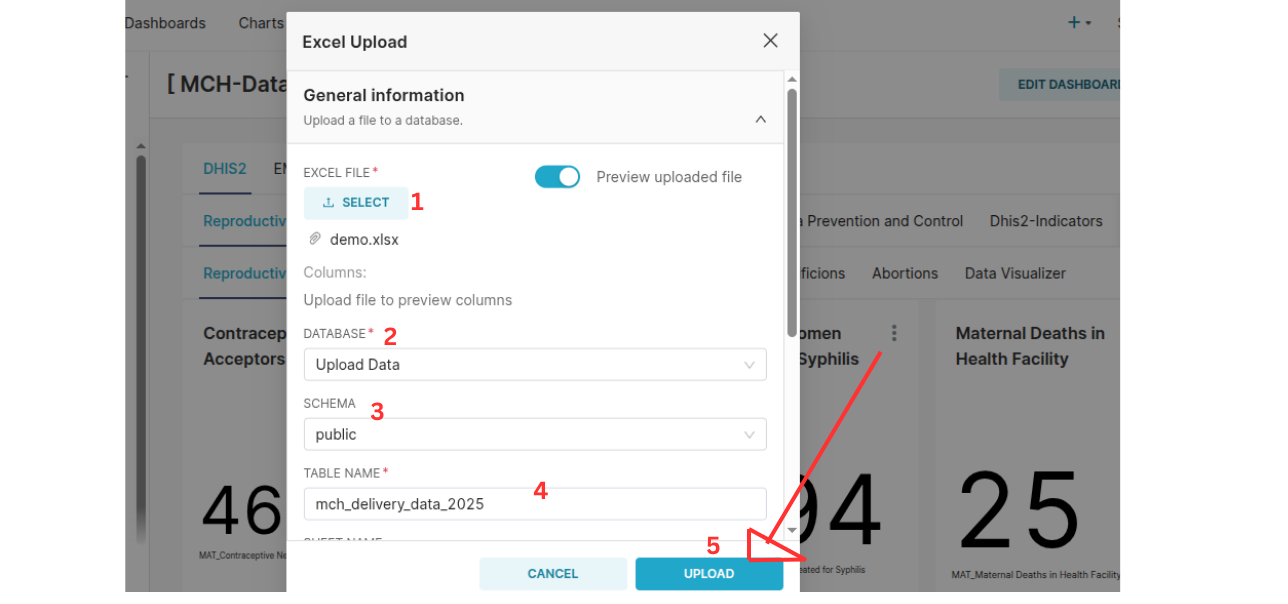 Dashboards Charts
[ MCH-Data
EDIT DASHBOAR
Excel Upload
General information
Upload a file to a database.
EXCEL FILE*
SELECT 1
Preview uploaded file
demo.xlsx
Columns:
Upload file to preview columns
DATABASE* 2
Upload Data
SCHEMA 3
public
TABLE NAME* 4
mch_delivery_data_2025
SHEET NAME
5
CANCEL UPLOAD
DHIS2
Reproductiv
Prevention and Control Dhis2-Indicators
Reproductiv
Abortions Data Visualizer
Contracep
Acceptors
46
MAT_Contraceptive Ne
omen
Syphilis
94
eated for Syphilis
Maternal Deaths in
Health Facility
25
MAT_Maternal Deaths in Health Facility